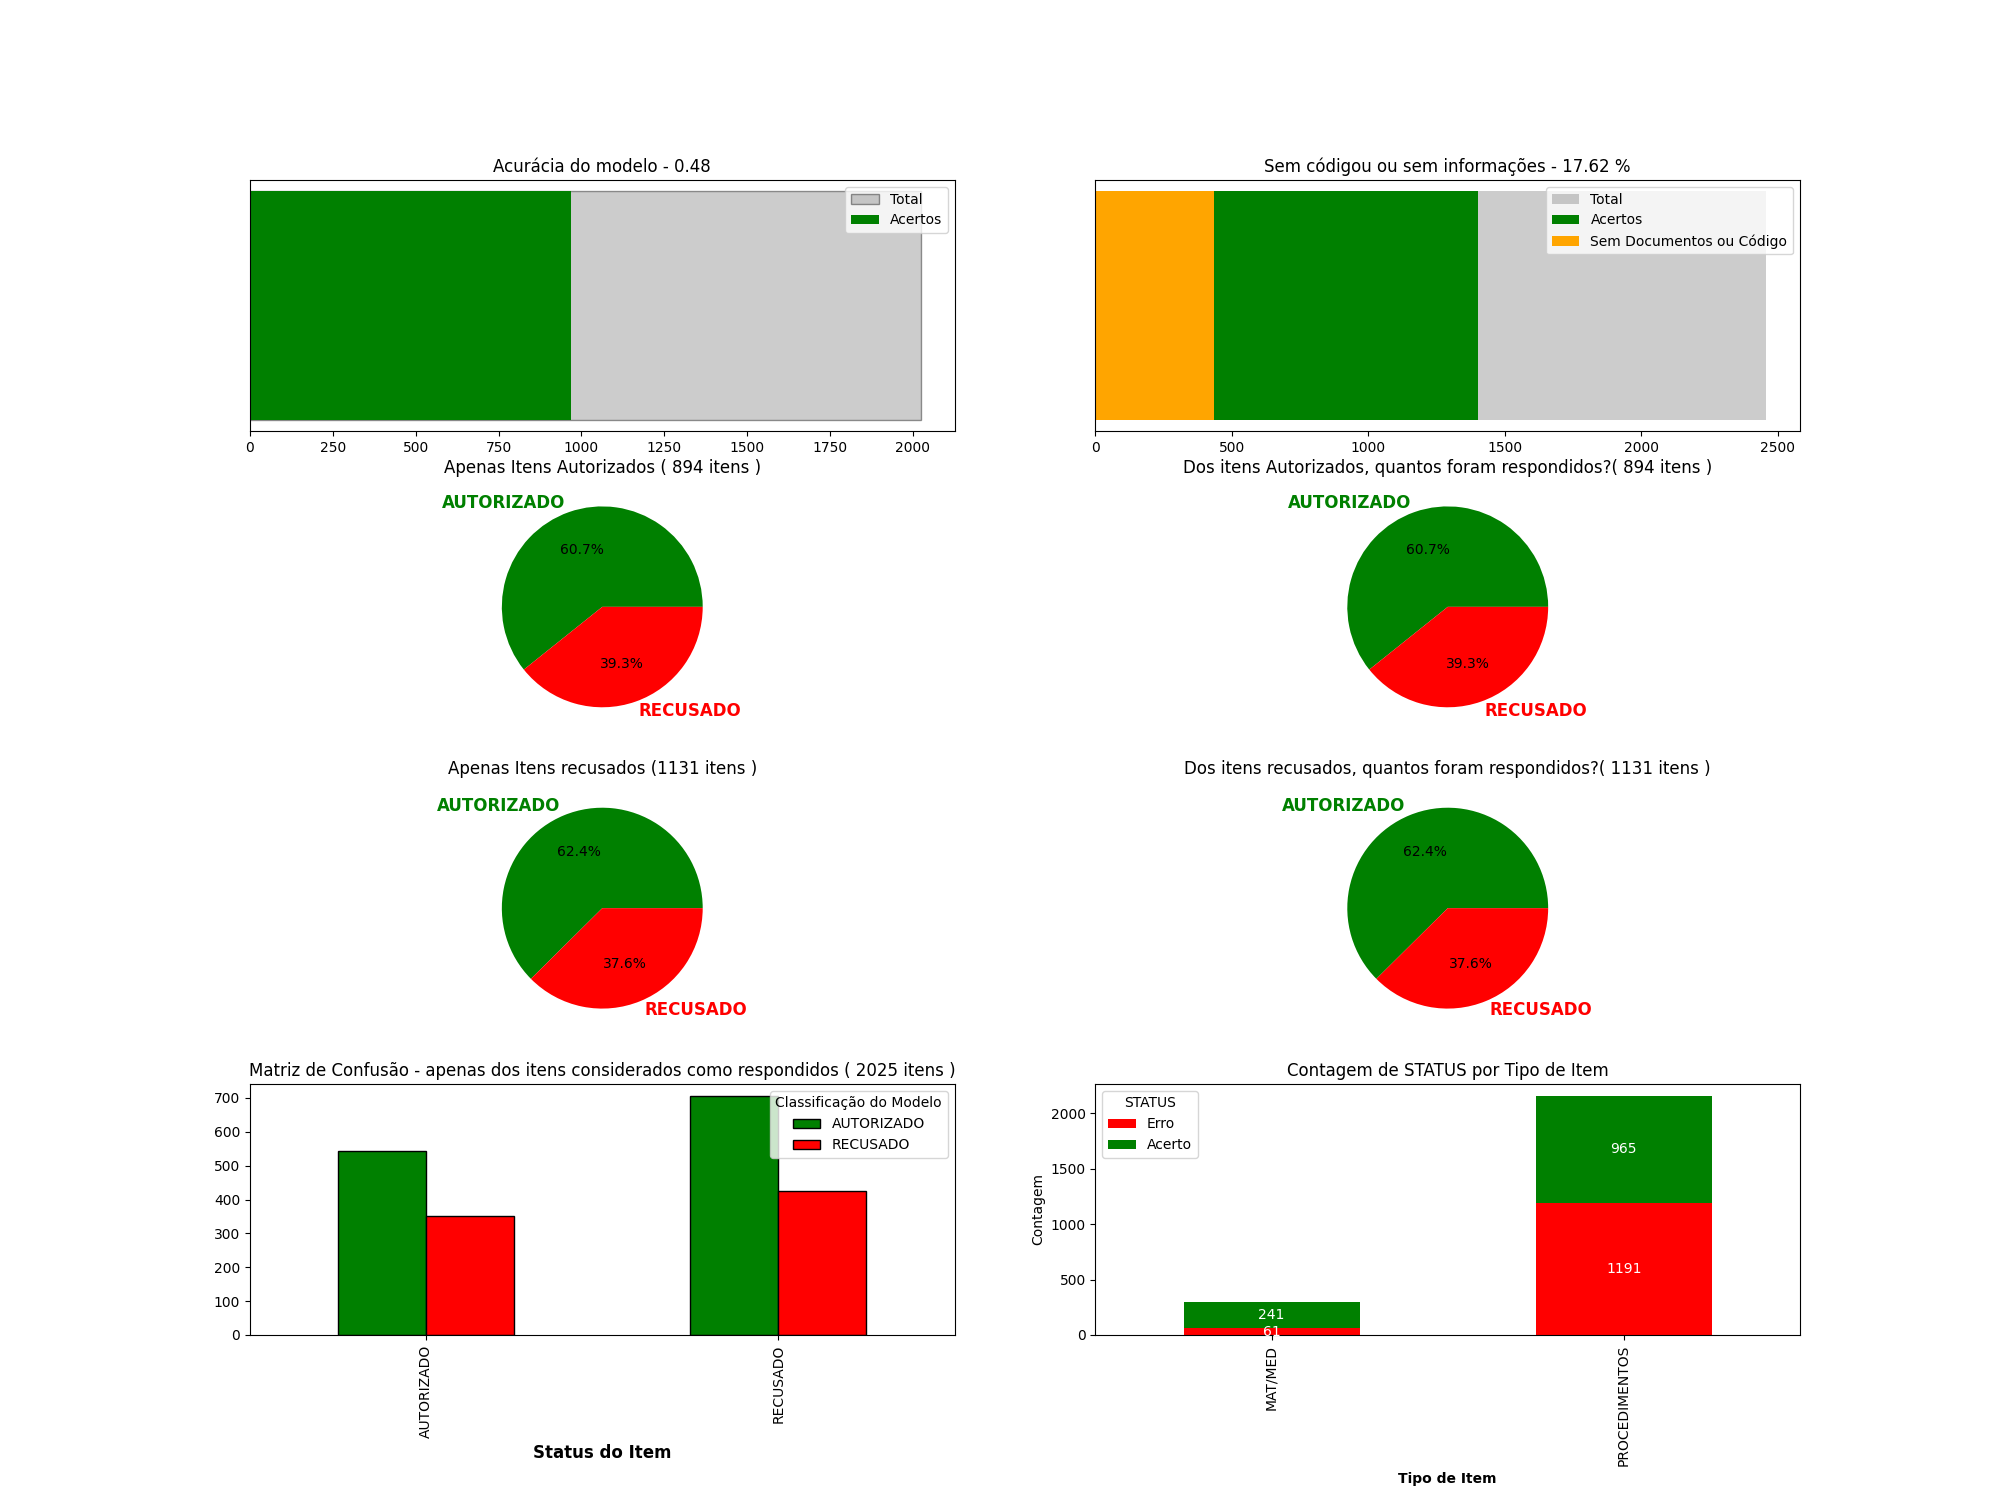 Acurácia do modelo - 0.48
Total
Acertos
0 250 500 750 1000 1250 1500 1750 2000
Sem códigou ou sem informações - 17.62 %
Total
Acertos
Sem Documentos ou Código
0 500 1000 1500 2000 2500
Apenas Itens Autorizados ( 894 itens )
AUTORIZADO
60.7%
39.3%
RECUSADO
Dos itens Autorizados, quantos foram respondidos?( 894 itens )
AUTORIZADO
60.7%
39.3%
RECUSADO
Apenas Itens recusados (1131 itens )
AUTORIZADO
62.4%
37.6%
RECUSADO
Dos itens recusados, quantos foram respondidos?( 1131 itens )
AUTORIZADO
62.4%
37.6%
RECUSADO
Matriz de Confusão - apenas dos itens considerados como respondidos ( 2025 itens )
Classificação do Modelo
AUTORIZADO
RECUSADO
700
600
500
400
300
200
100
0
AUTORIZADO
RECUSADO
Status do Item
Contagem de STATUS por Tipo de Item
STATUS
Erro
Acerto
Contagem
2000
1500
1000
500
0
241
61
965
1191
MAT/MED
PROCEDIMENTOS
Tipo de Item